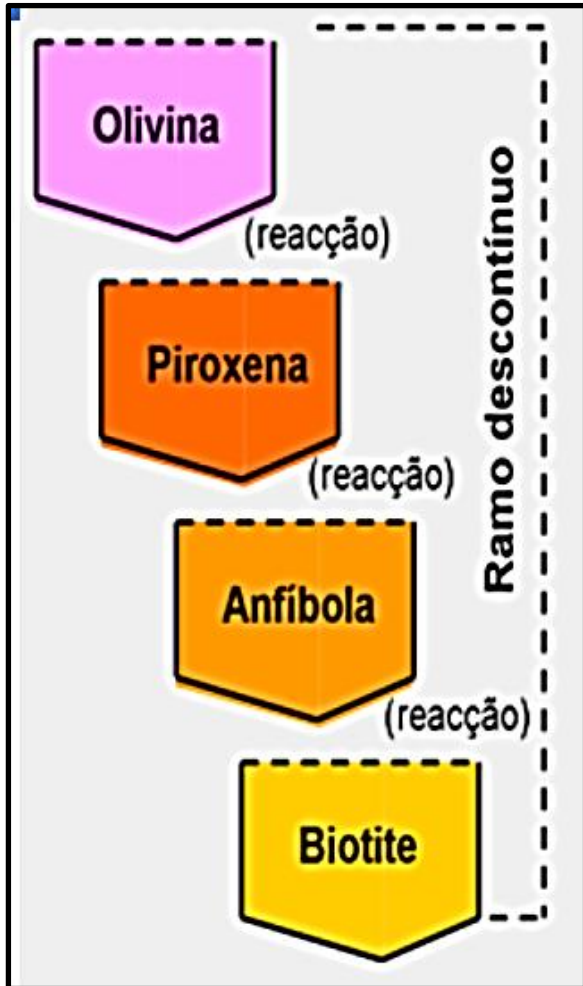 Olivina
(reacção)
Piroxena
(reacção)
Anfíbola
(reacção)
Biotite
Ramo descontínuo